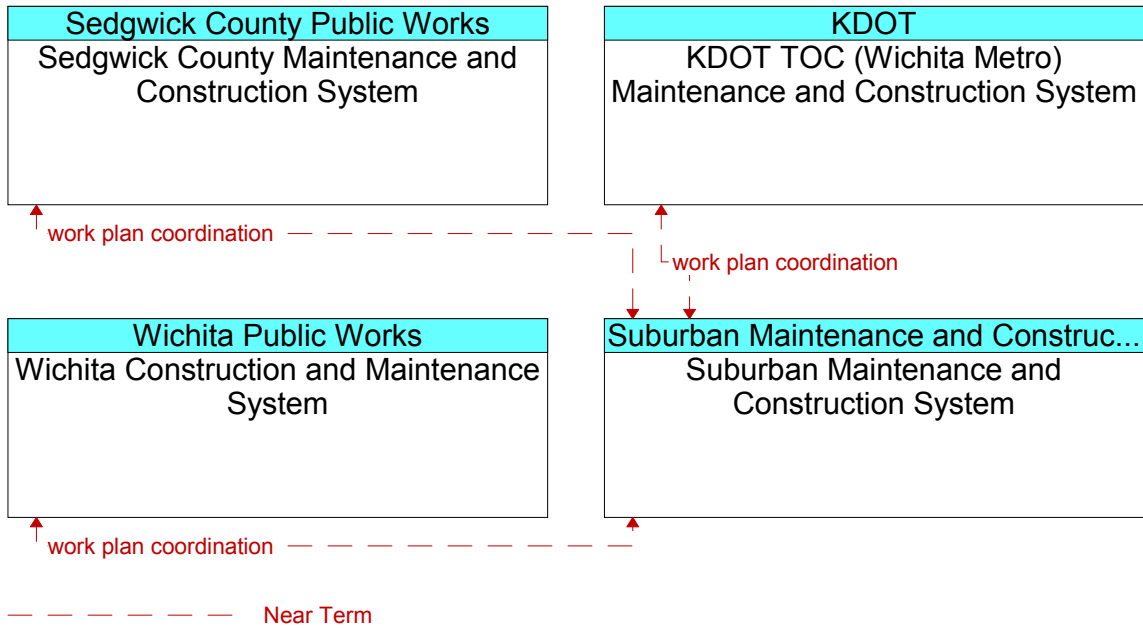 Sedgwick County Public Works
Sedgwick County Maintenance and
Construction System
KDOT
KDOT TOC (Wichita Metro)
Maintenance and Construction System
work plan coordination
work plan coordination
Wichita Public Works
Wichita Construction and Maintenance
System
Suburban Maintenance and Construc...
Suburban Maintenance and
Construction System
work plan coordination
Near Term